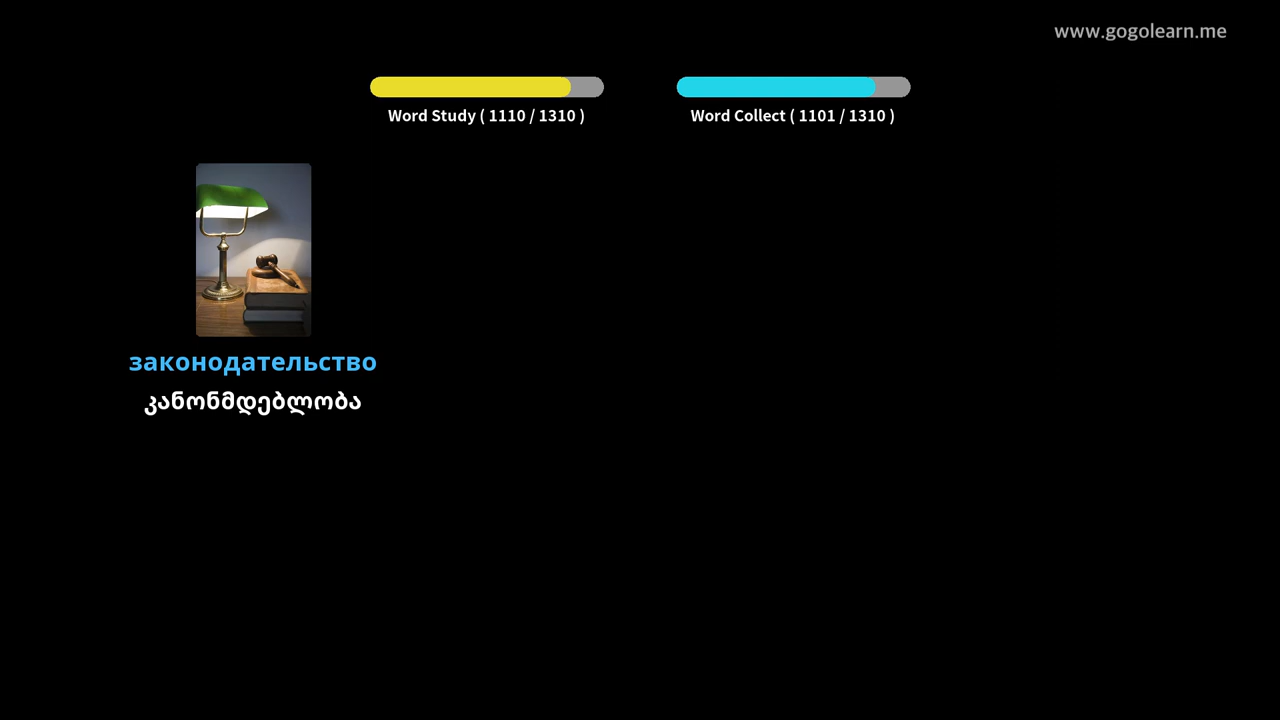 www.gogolearn.me
Word Study ( 1110 / 1310 )
Word Collect ( 1101 / 1310 )
законодательство
კანონმდებლობა